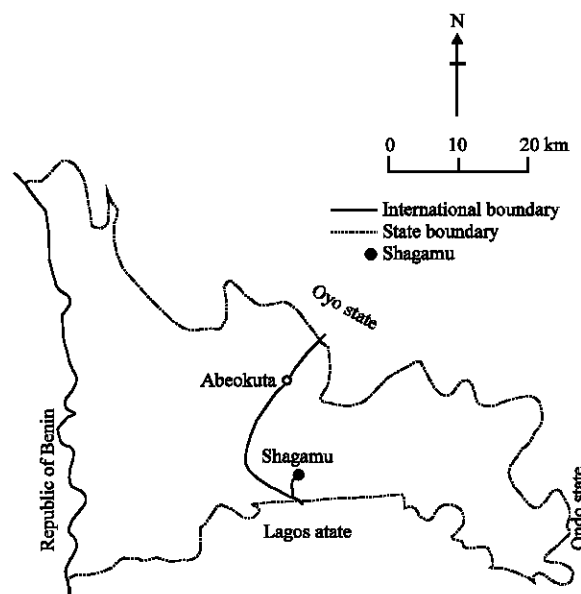 N
0 10 20 km
International boundary
State boundary
Shagamu
Oyo state
Abeokuta
Shagamu
Republic of Benin
Lagos atate
Ondo state